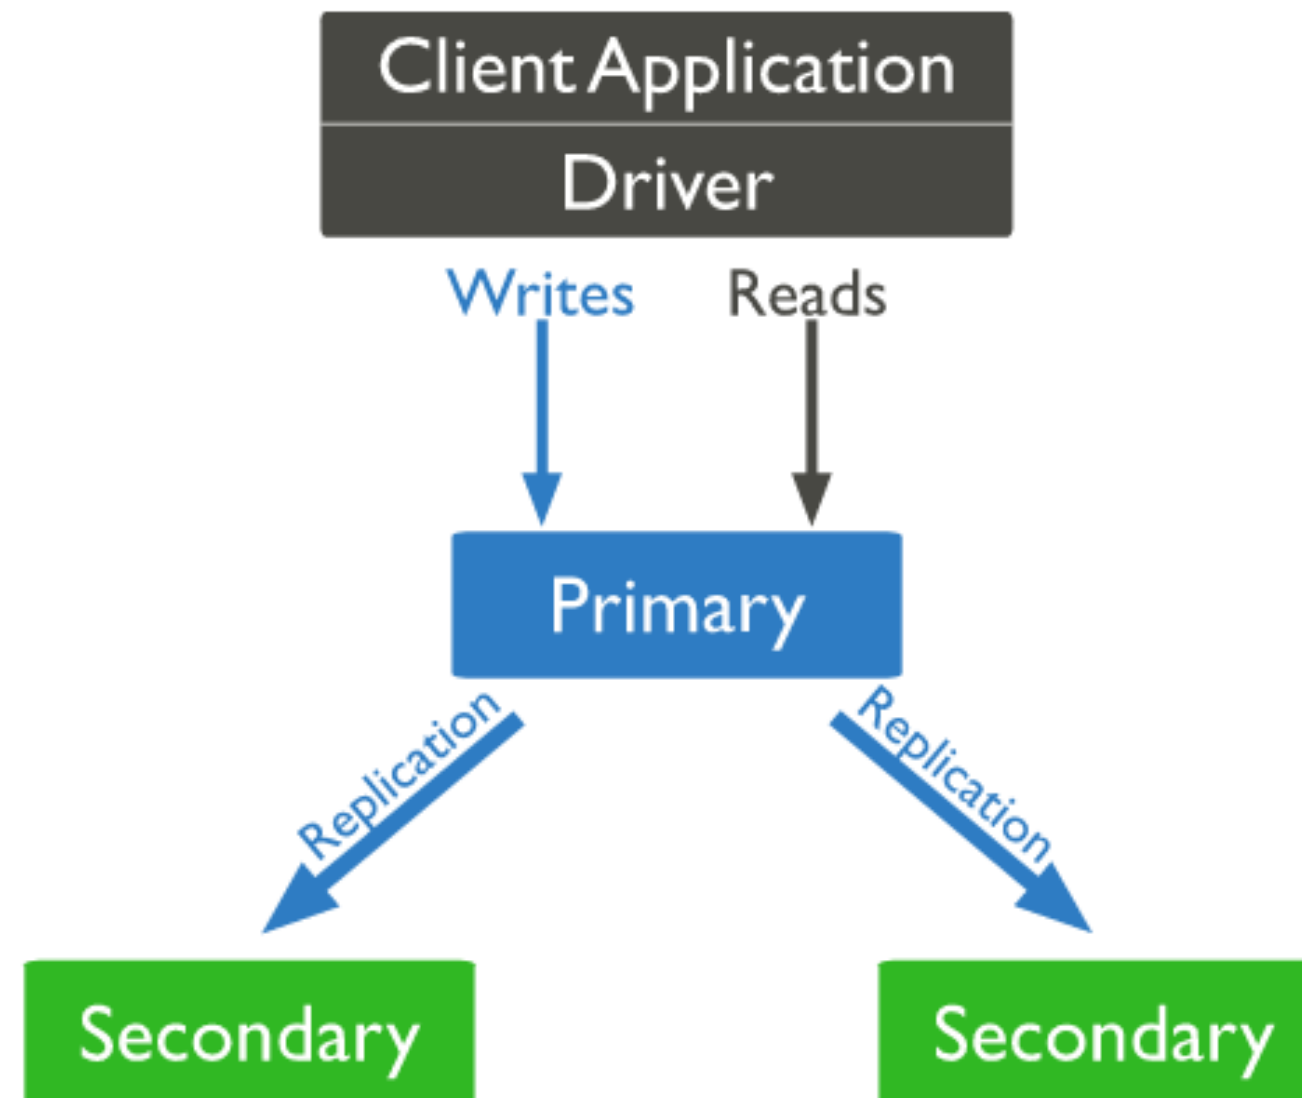 Client Application
Driver
Writes
Reads
Primary
Replication
Replication
Secondary
Secondary